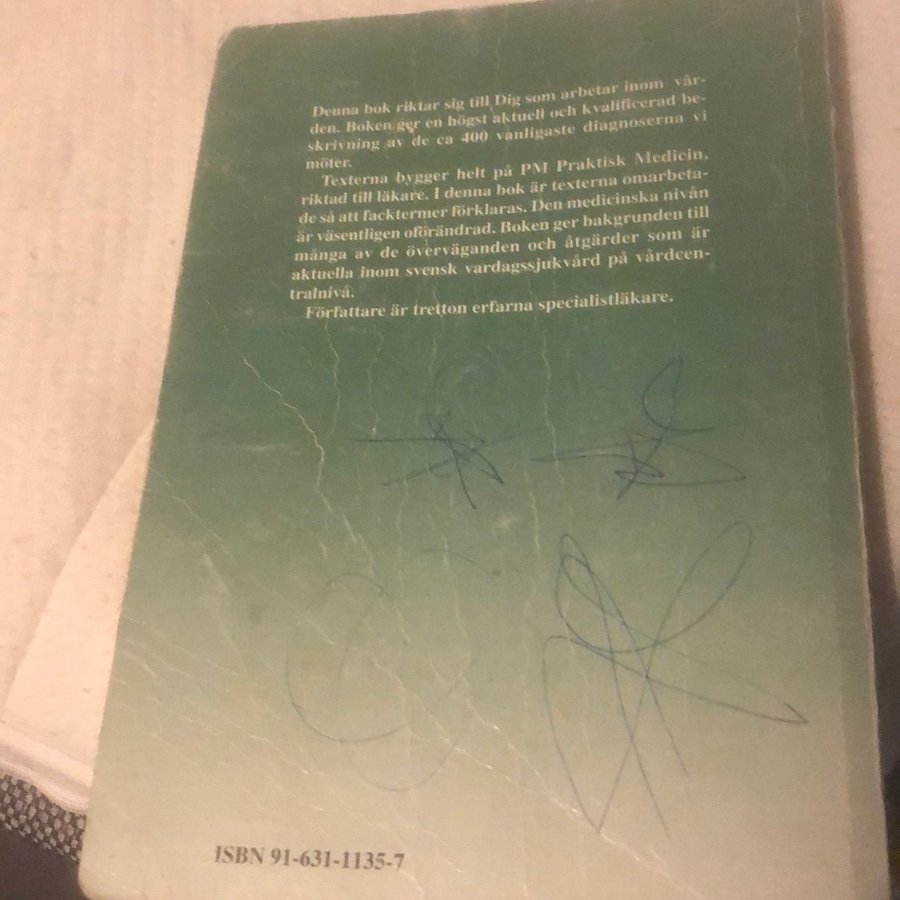 Denna bok riktar sig till Dig som arbetar inom vår-
den. Boken ger en högst aktuell och kvalificerad be-
skrivning av de ca 400 vanligaste diagnoserna vi
möter.
Texterna bygger helt på PM Praktisk Medicin,
riktad till läkare. I denna bok är texterna omarbeta-
de så att facktermer förklaras. Den medicinska nivån
är väsentligen oförändrad. Boken ger bakgrunden till
många av de överväganden och åtgärder som är
aktuella inom svensk vardagssjukvård på vårdcen-
tralnivå.
Författare är tretton erfarna specialistläkare.
ISBN 91-631-1135-7